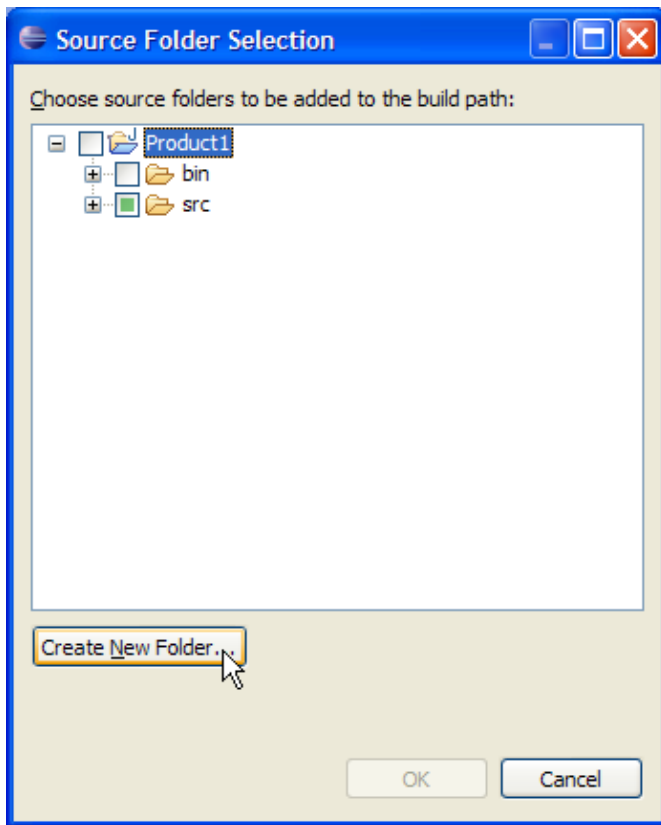 Source Folder Selection
Choose source folders to be added to the build path:
Product1
bin
src
Create New Folder...
OK
Cancel